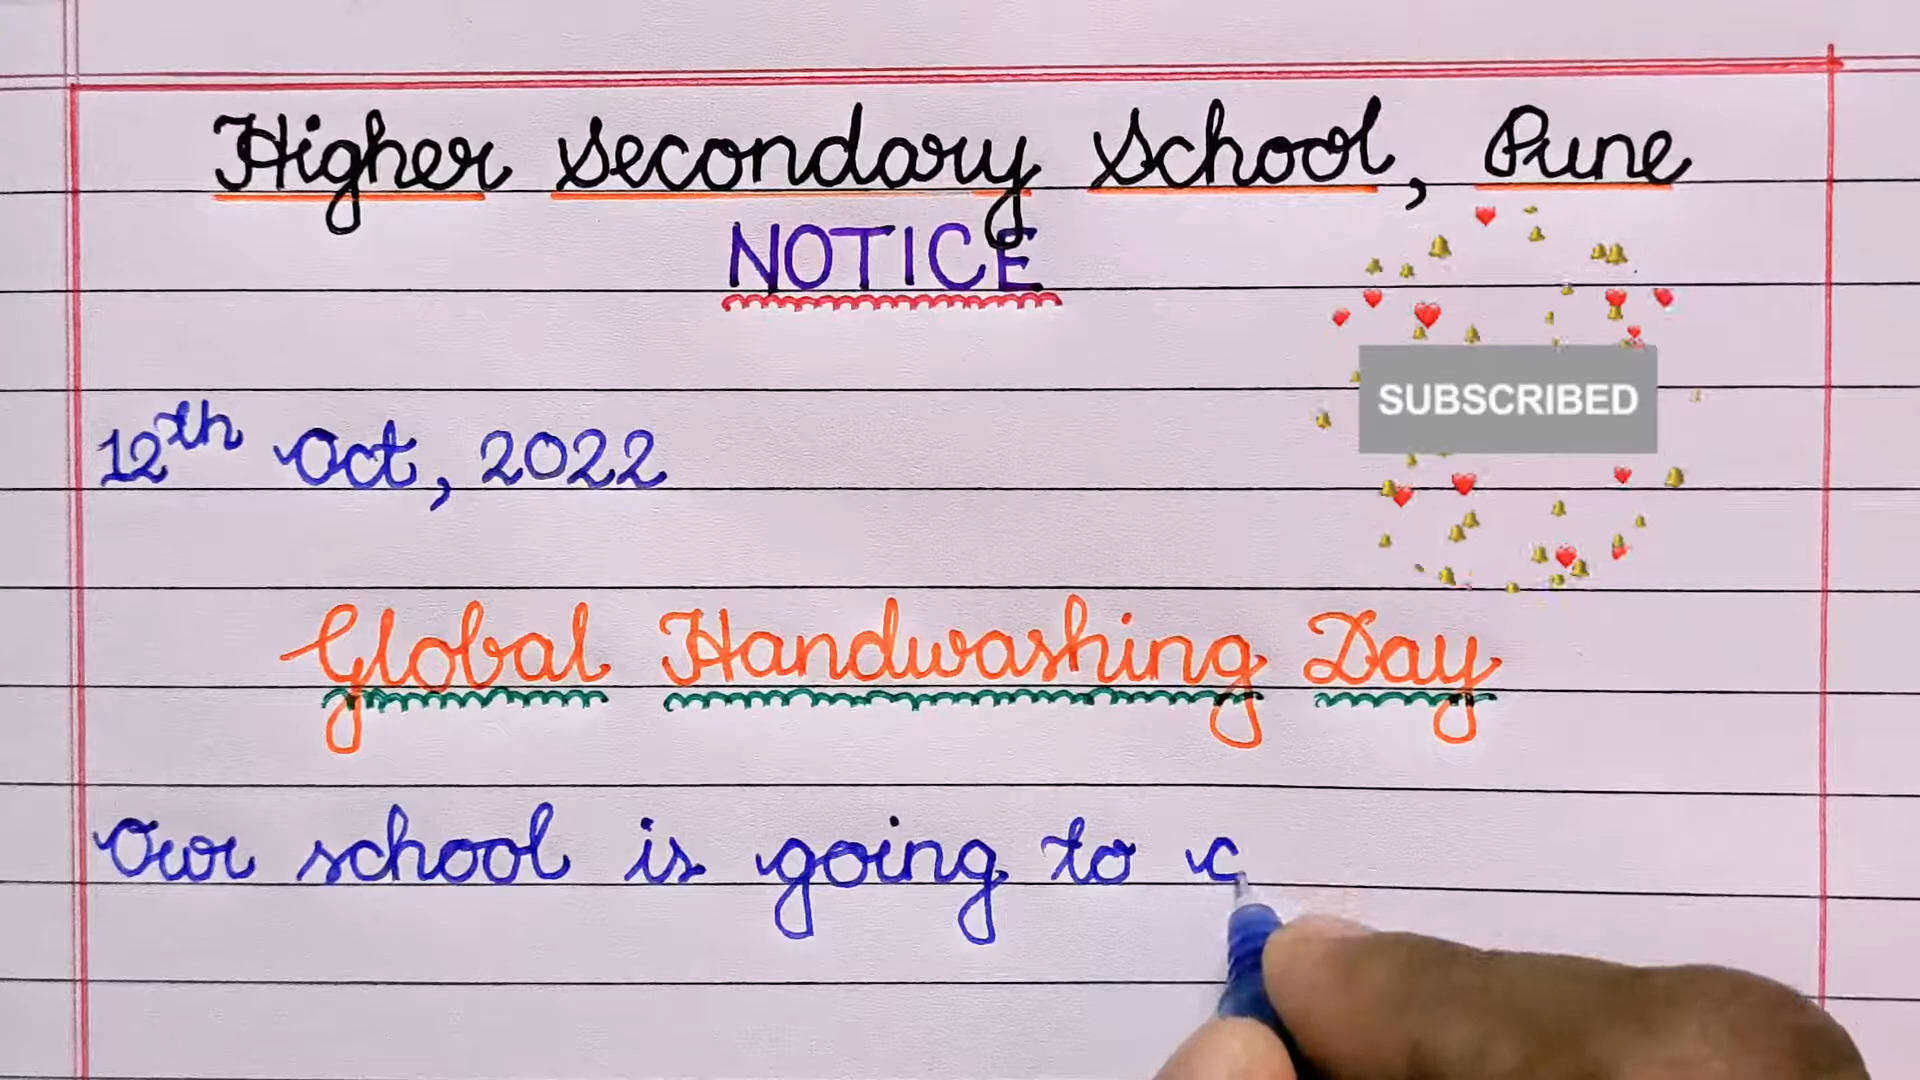 Higher Secondary School, Pune
NOTICE
SUBSCRIBED
12th Oct, 2022
Global Handwashing Day
Our school is going to c